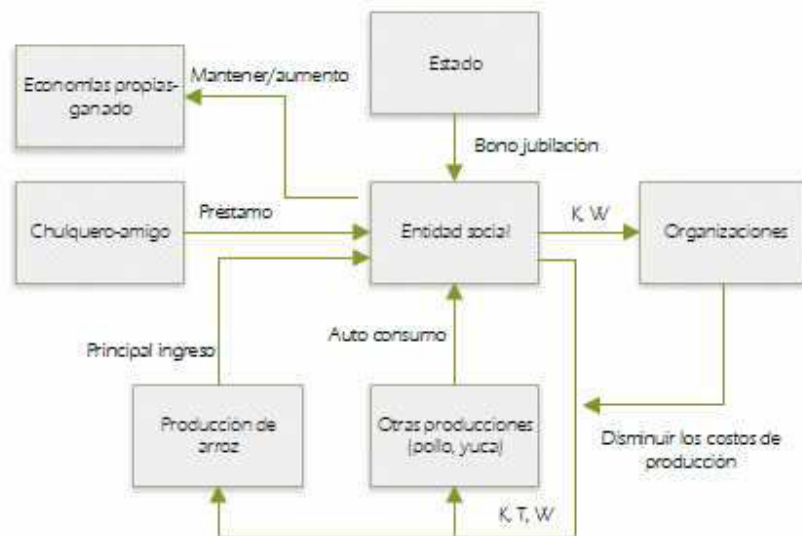 Estado
Mantener/aumento
Economías propias-
ganado
Bono jubilación
Préstamo
Chulquero-amigo
Entidad social
K, W
Organizaciones
Principal ingreso
Auto consumo
Producción de
arroz
Otras producciones
(pollo, yuca)
Disminuir los costos de
producción
K, T, W